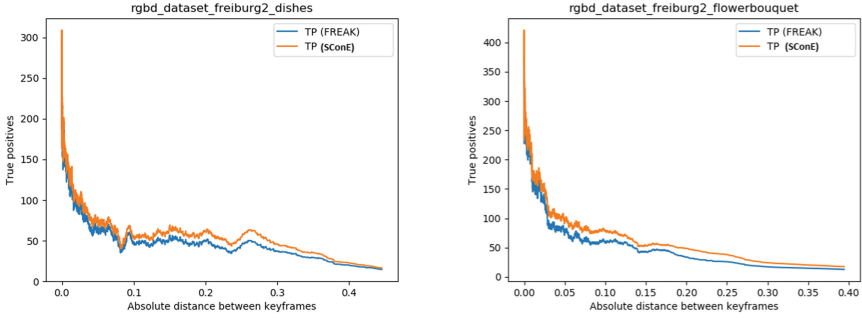 rgbd_dataset_freiburg2_dishes
TP (FREAK)
TP (SConE)
True positives
300
250
200
150
100
50
0
0.0 0.1 0.2 0.3 0.4
Absolute distance between keyframes
rgbd_dataset_freiburg2_flowerbouquet
TP (FREAK)
TP (SConE)
True positives
400
350
300
250
200
150
100
50
0
0.00 0.05 0.10 0.15 0.20 0.25 0.30 0.35 0.40
Absolute distance between keyframes